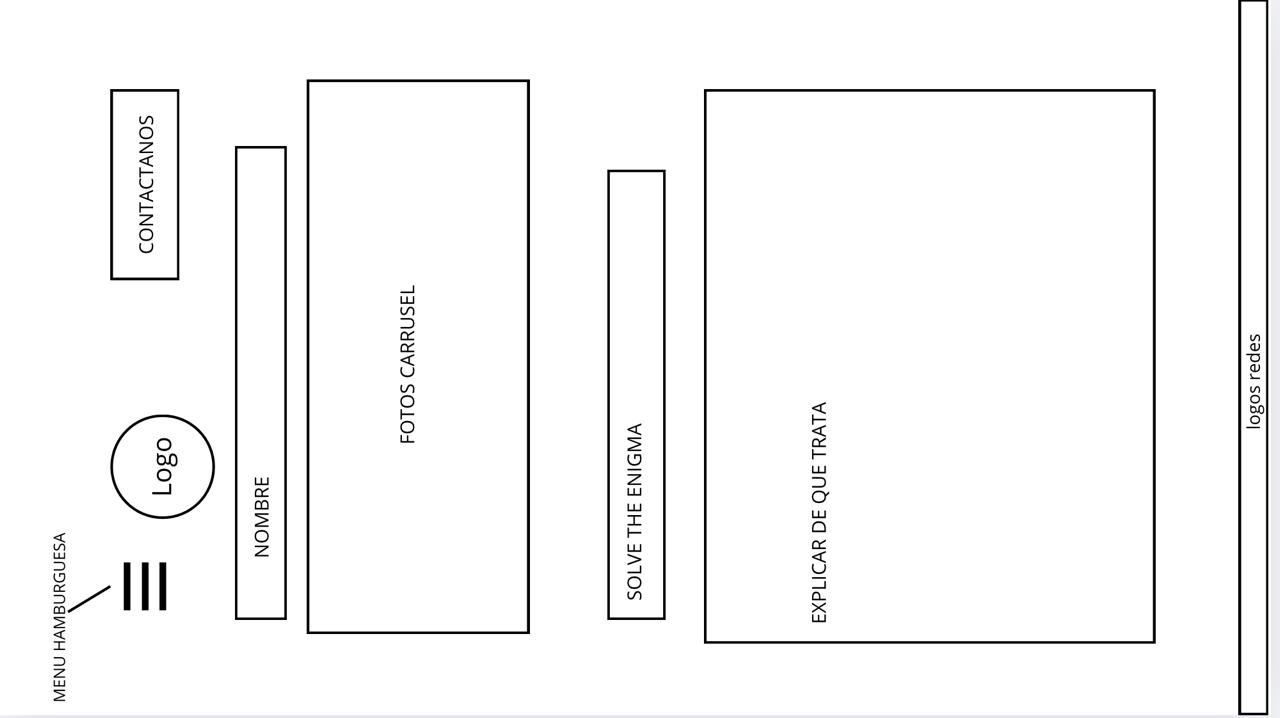 MENU HAMBURGUESA
Logo
CONTACTANOS
NOMBRE
FOTOS CARRUSEL
SOLVE THE ENIGMA
EXPLICAR DE QUE TRATA
logos redes